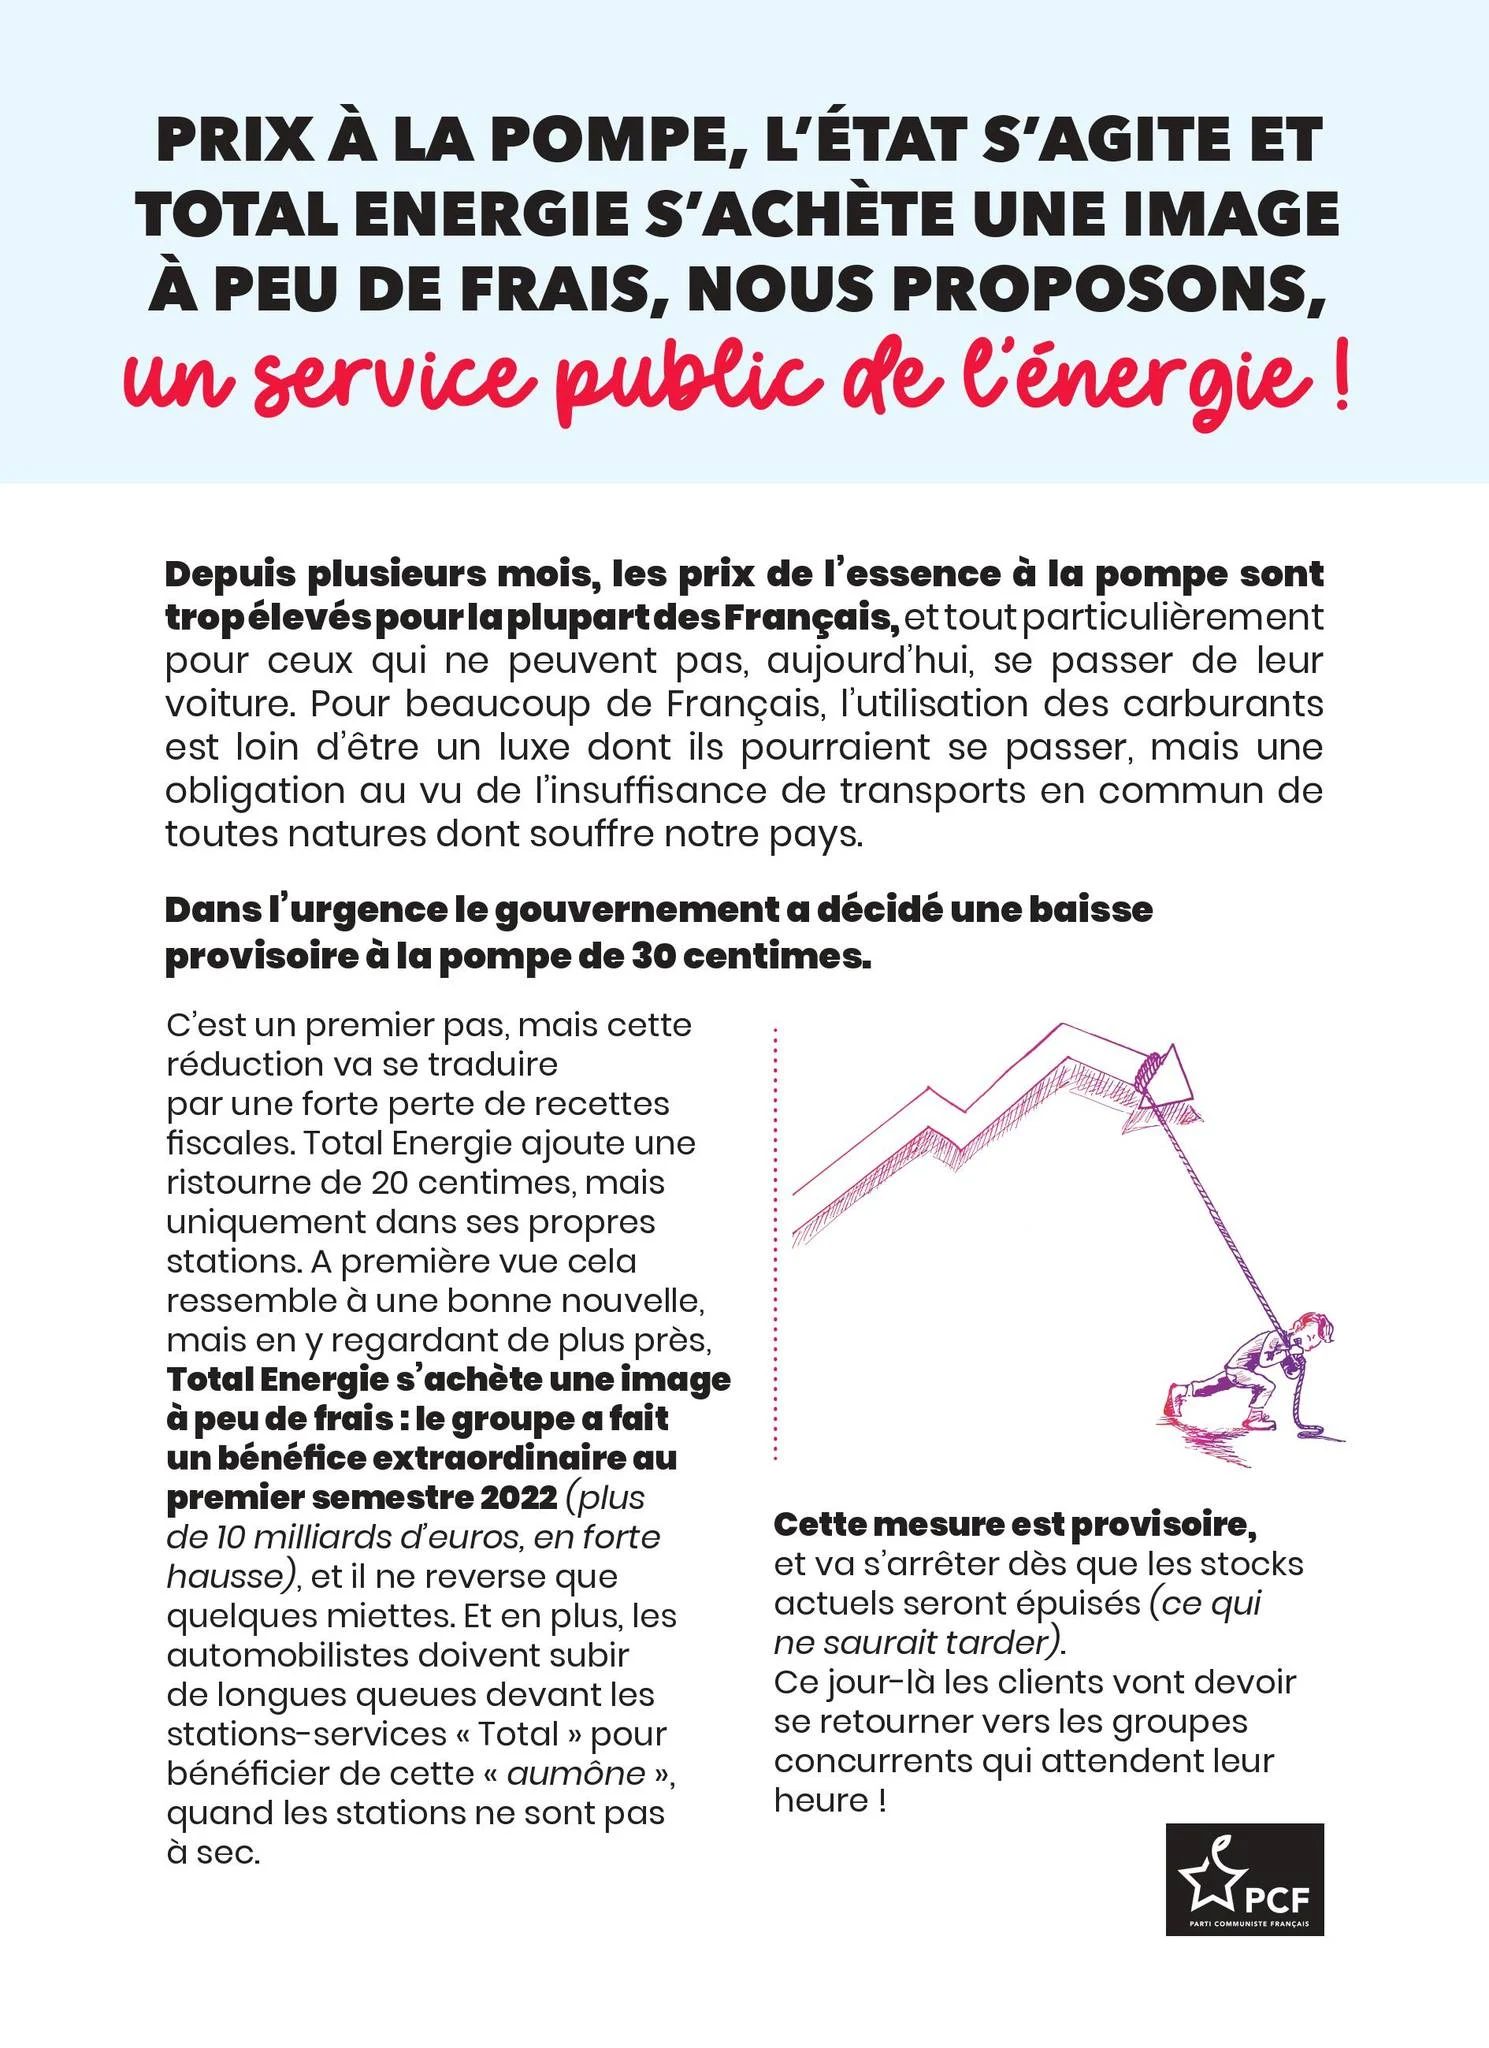 PRIX À LA POMPE, L’ÉTAT S’AGITE ET
TOTAL ENERGIE S’ACHÈTE UNE IMAGE
À PEU DE FRAIS, NOUS PROPOSONS,
un service public de l’énergie !
Depuis plusieurs mois, les prix de l’essence à la pompe sont
trop élevés pour la plupart des Français, et tout particulièrement
pour ceux qui ne peuvent pas, aujourd’hui, se passer de leur
voiture. Pour beaucoup de Français, l’utilisation des carburants
est loin d’être un luxe dont ils pourraient se passer, mais une
obligation au vu de l’insuffisance de transports en commun de
toutes natures dont souffre notre pays.
Dans l’urgence le gouvernement a décidé une baisse
provisoire à la pompe de 30 centimes.
C’est un premier pas, mais cette
réduction va se traduire
par une forte perte de recettes
fiscales. Total Energie ajoute une
ristourne de 20 centimes, mais
uniquement dans ses propres
stations. A première vue cela
ressemble à une bonne nouvelle,
mais en y regardant de plus près,
Total Energie s’achète une image
à peu de frais : le groupe a fait
un bénéfice extraordinaire au
premier semestre 2022 (plus
de 10 milliards d’euros, en forte
hausse), et il ne reverse que
quelques miettes. Et en plus, les
automobilistes doivent subir
de longues queues devant les
stations-services « Total » pour
bénéficier de cette « aumône »,
quand les stations ne sont pas
à sec.
Cette mesure est provisoire,
et va s’arrêter dès que les stocks
actuels seront épuisés (ce qui
ne saurait tarder).
Ce jour-là les clients vont devoir
se retourner vers les groupes
concurrents qui attendent leur
heure !
PCF
PARTI COMMUNISTE FRANÇAIS